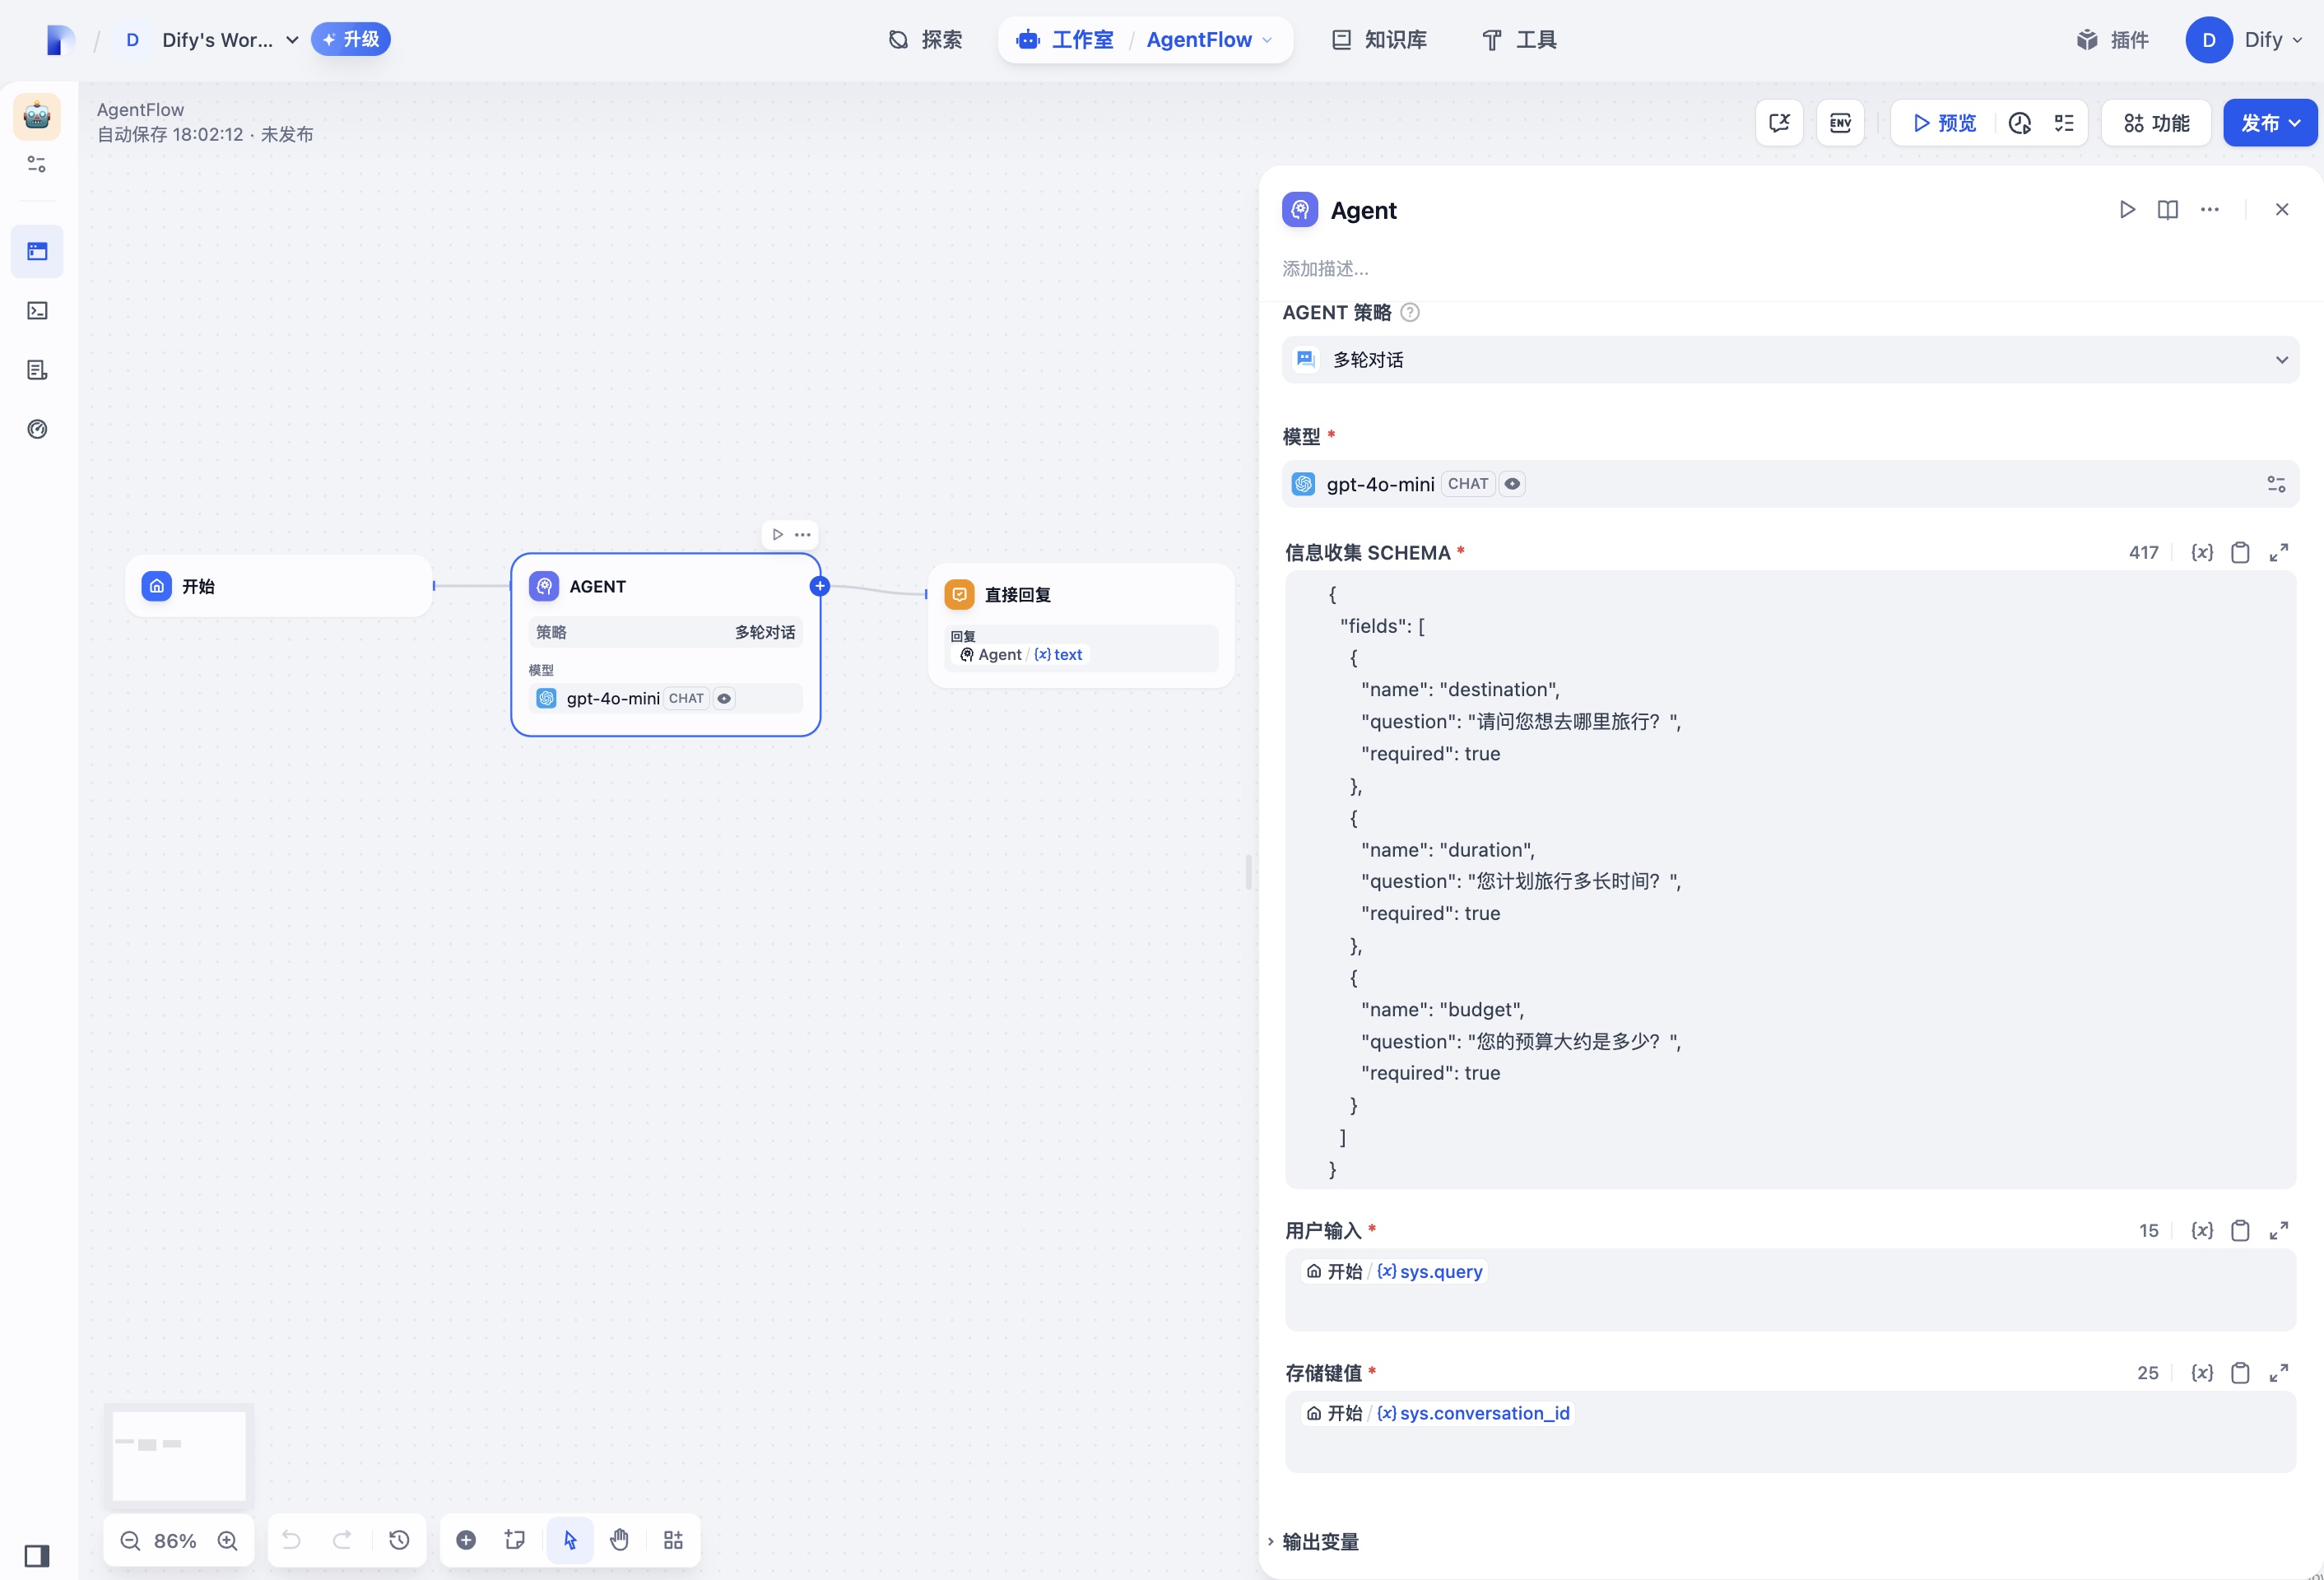 D Dify's Wor... 升级
探索
工作室 / AgentFlow
知识库
工具
插件
D Dify
AgentFlow
自动保存 18:02:12 · 未发布
ENV
预览
功能
发布
开始
AGENT
策略 多轮对话
模型
gpt-4o-mini CHAT
直接回复
回复
Agent / {x} text
86%
Agent
添加描述...
AGENT 策略 ?
多轮对话
模型 *
gpt-4o-mini CHAT
信息收集 SCHEMA * 417 {x}
{
"fields": [
{
"name": "destination",
"question": "请问您想去哪里旅行？",
"required": true
},
{
"name": "duration",
"question": "您计划旅行多长时间？",
"required": true
},
{
"name": "budget",
"question": "您的预算大约是多少？",
"required": true
}
]
}
用户输入 * 15 {x}
开始 / {x} sys.query
存储键值 * 25 {x}
开始 / {x} sys.conversation_id
输出变量